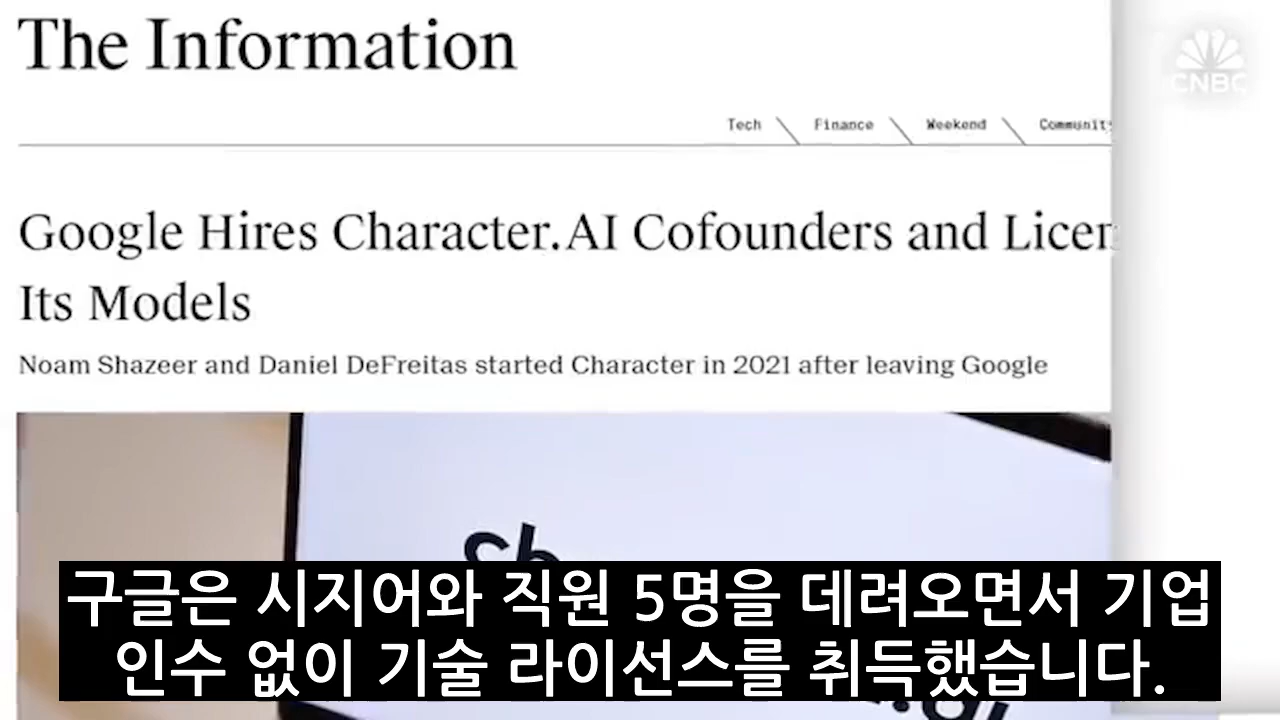 The Information
CNBC
Tech
Finance
Weekend
Google Hires Character.AI Cofounders and
Its Models
Noam Shazeer and Daniel DeFreitas started Character in 2021 after leaving Google
구글은 시지어와 직원 5명을 데려오면서 기업
인수 없이 기술 라이선스를 취득했습니다.